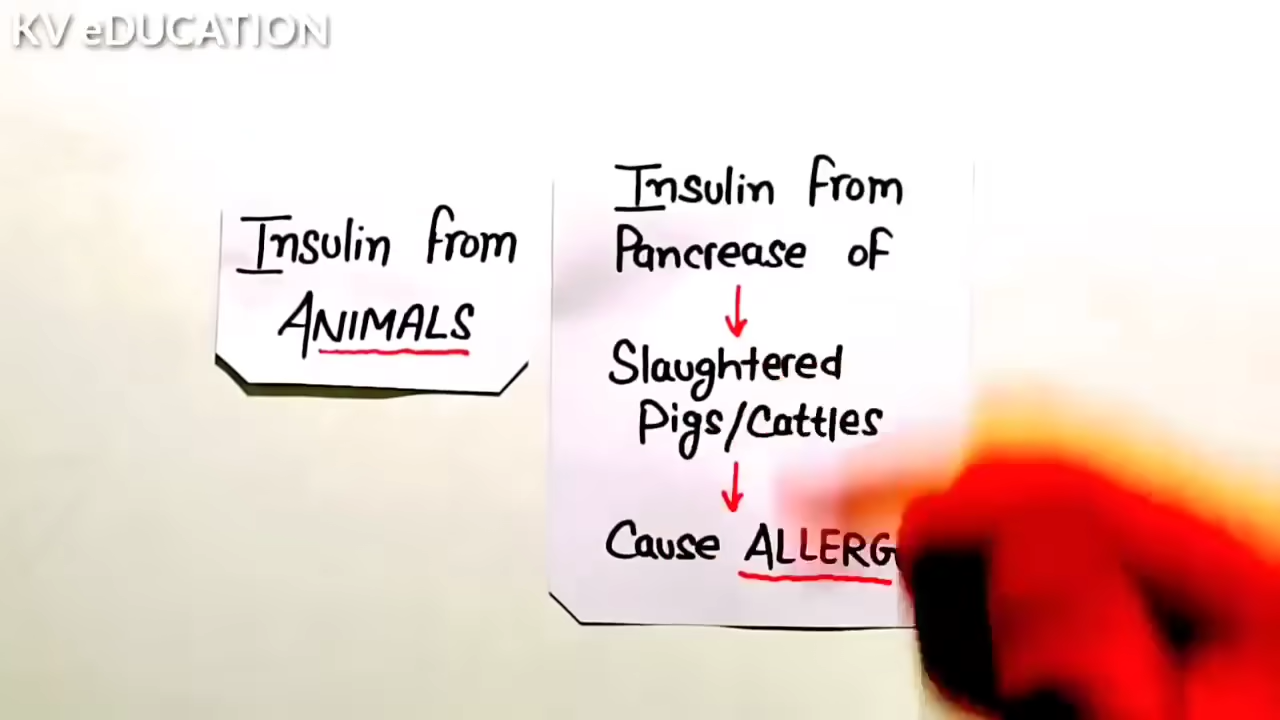 KV eDUCATION
Insulin from
ANIMALS
Insulin from
Pancrease of
Slaughtered
Pigs/Cattles
Cause